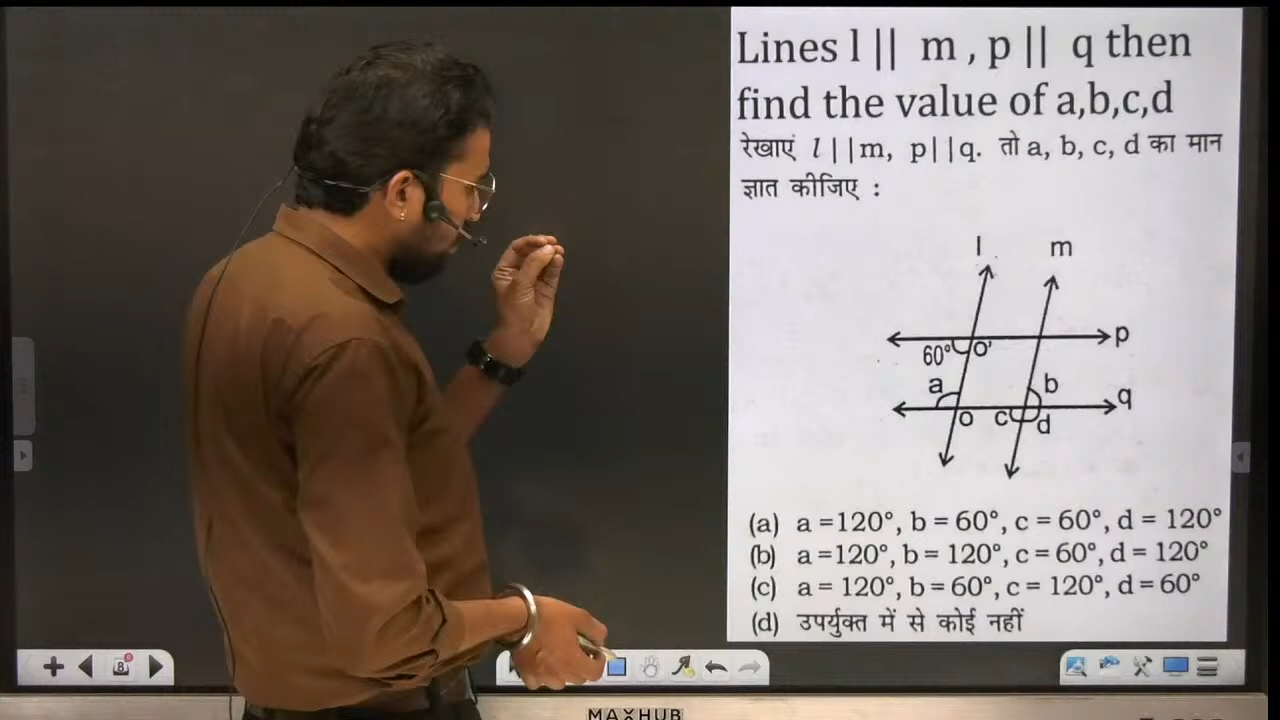 Lines l || m , p || q then
find the value of a,b,c,d
रेखाएं l ||m, p||q. तो a, b, c, d का मान
ज्ञात कीजिए :
l m
p
60° O'
a b
q
O c d
(a) a =120°, b = 60°, c = 60°, d = 120°
(b) a =120°, b = 120°, c = 60°, d = 120°
(c) a = 120°, b = 60°, c = 120°, d = 60°
(d) उपर्युक्त में से कोई नहीं
8
MAXHUB